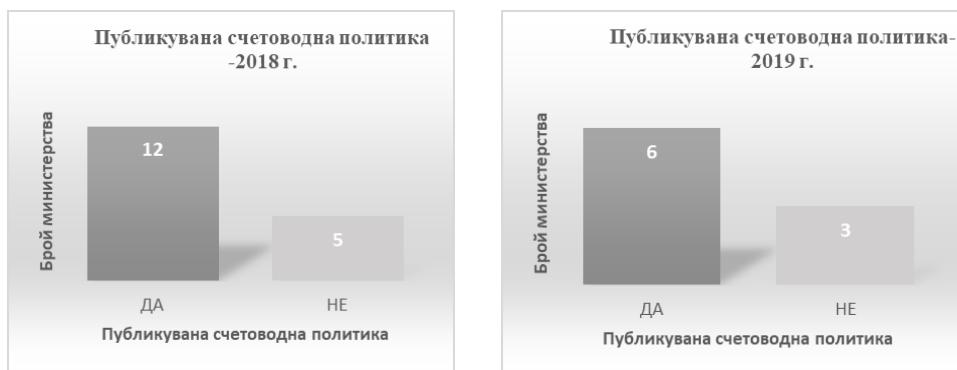 Публикувана счетоводна политика
-2018 г.
Брой министерства
12
5
ДА
НЕ
Публикувана счетоводна политика
Публикувана счетоводна политика-
2019 г.
Брой министерства
6
3
ДА
НЕ
Публикувана счетоводна политика